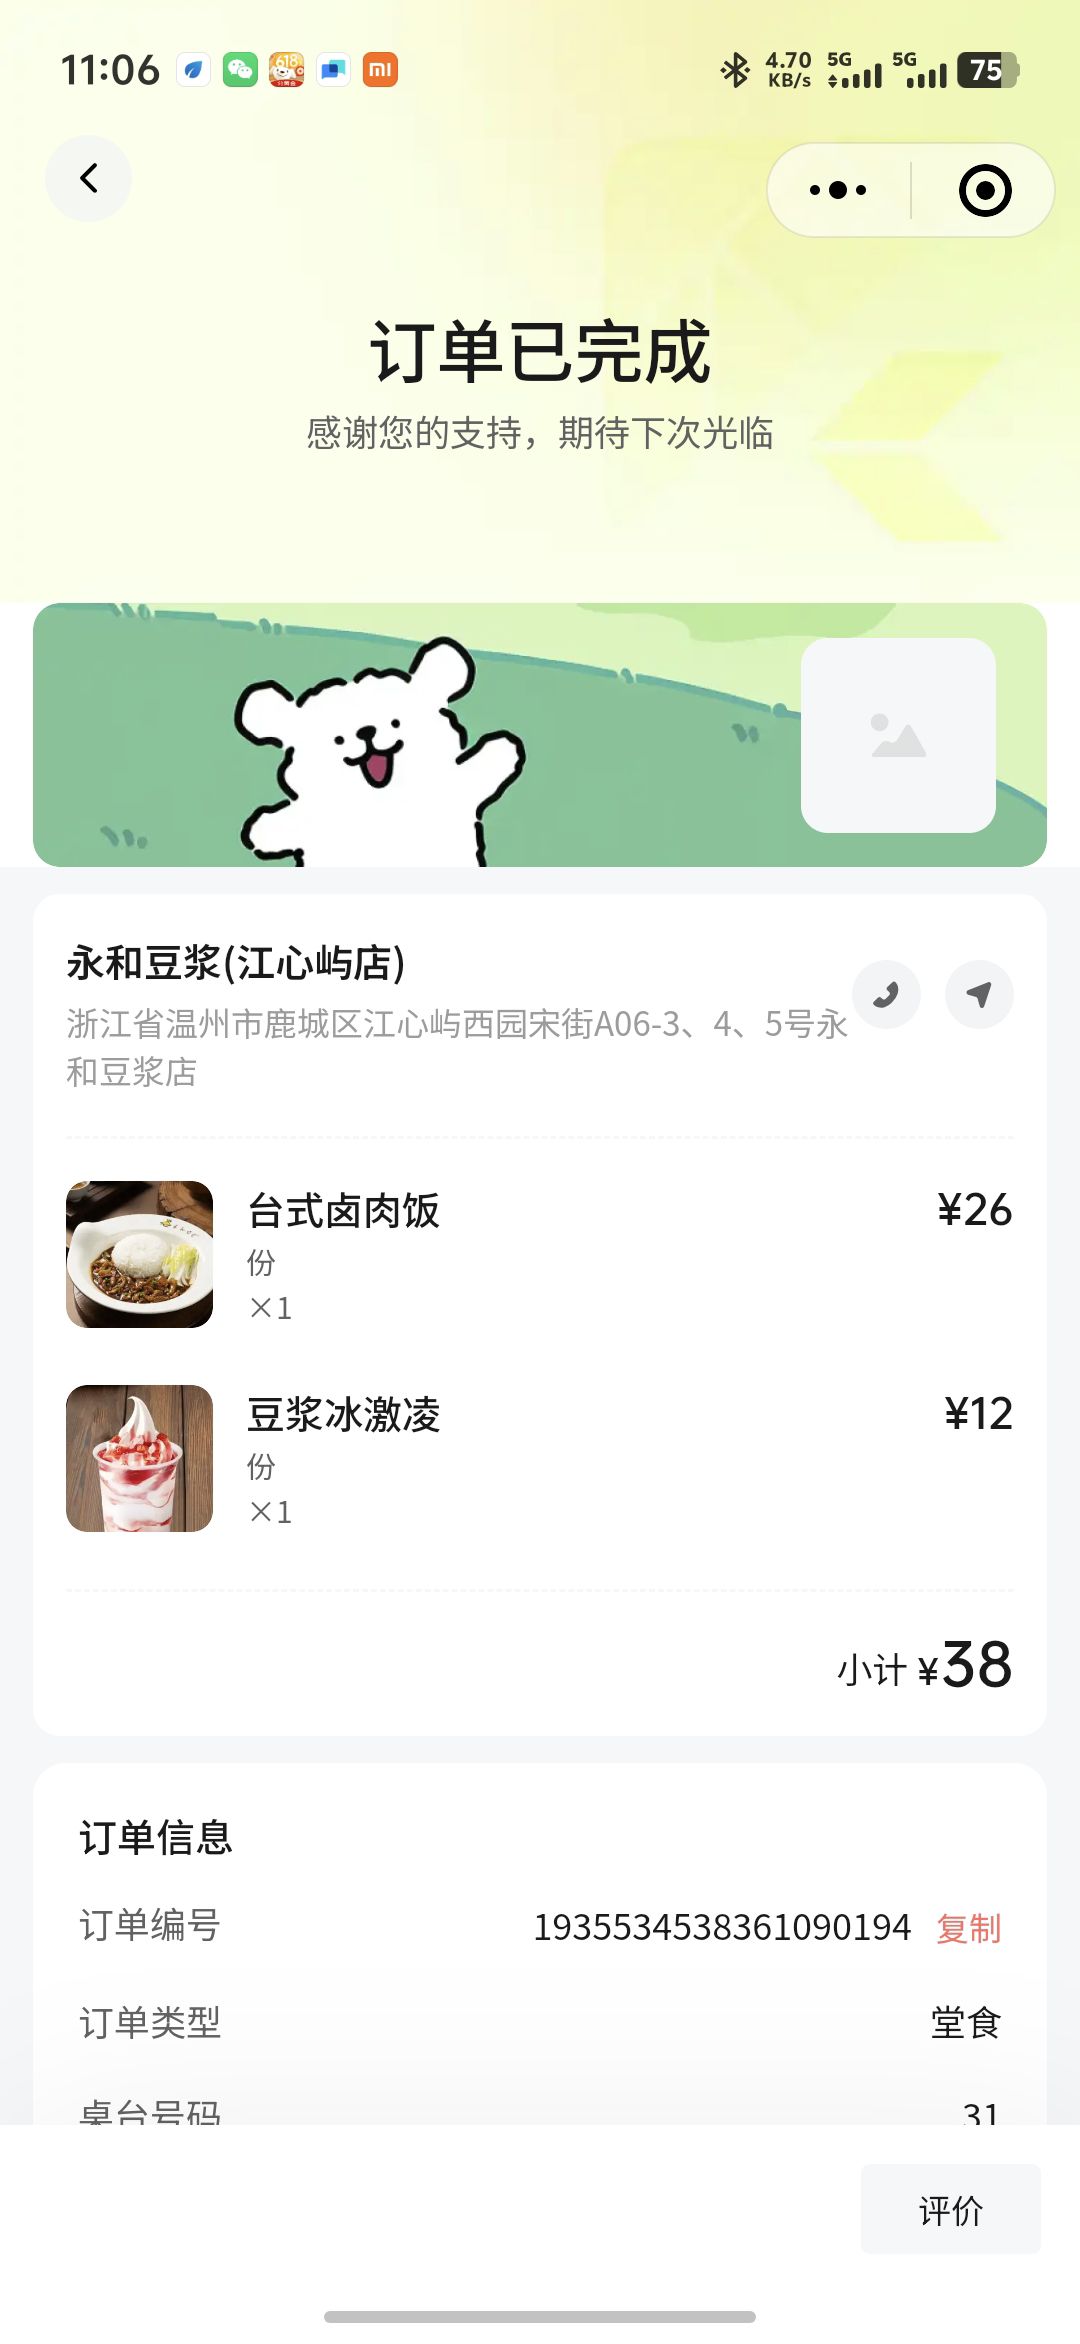 11:06
618
4.70 KB/s
5G
5G
75
订单已完成
感谢您的支持，期待下次光临
永和豆浆(江心屿店)
浙江省温州市鹿城区江心屿西园宋街A06-3、4、5号永
和豆浆店
台式卤肉饭 ¥26
份
×1
豆浆冰激凌 ¥12
份
×1
小计 ¥38
订单信息
订单编号 1935534538361090194 复制
订单类型 堂食
桌台号码 31
评价